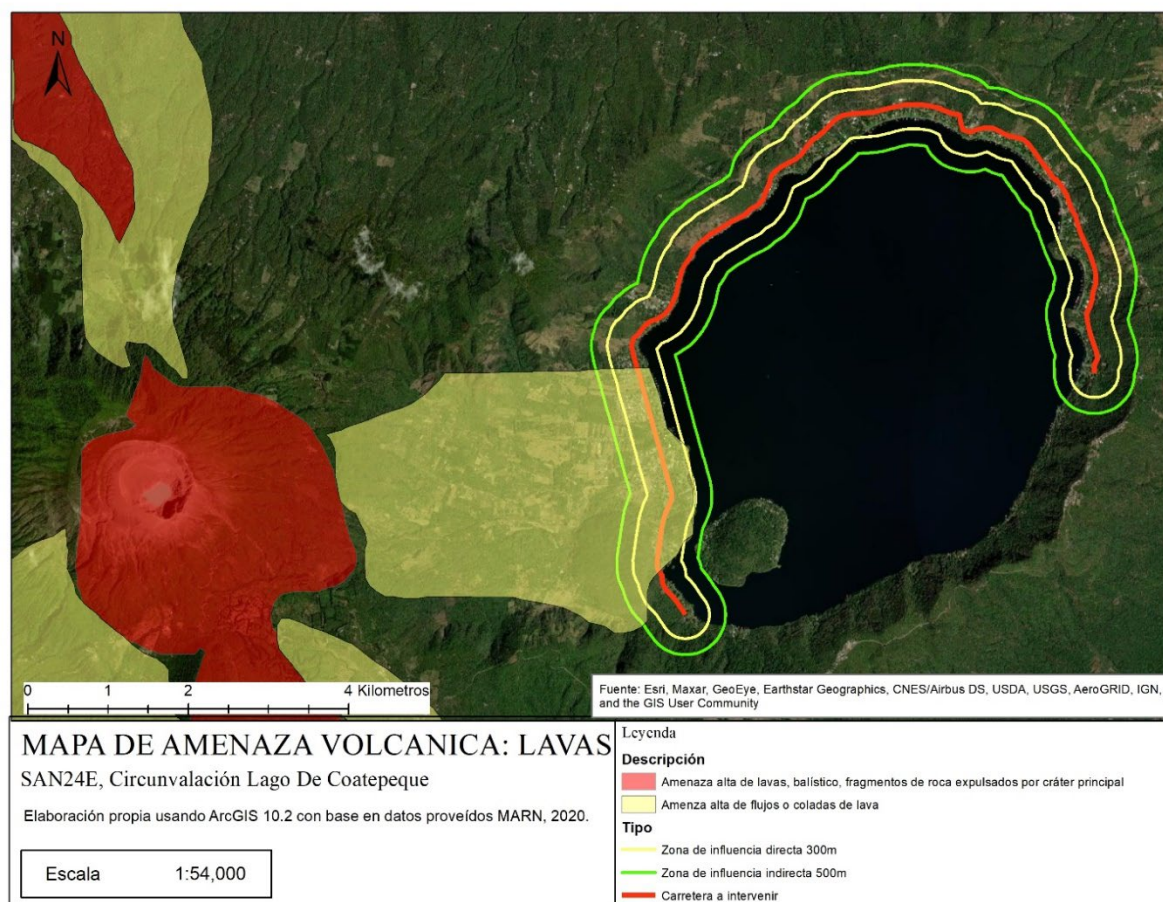 N
0 1 2 4 Kilometros
Fuente: Esri, Maxar, GeoEye, Earthstar Geographics, CNES/Airbus DS, USDA, USGS, AeroGRID, IGN,
and the GIS User Community
MAPA DE AMENAZA VOLCANICA: LAVAS
SAN24E, Circunvalación Lago De Coatepeque
Elaboración propia usando ArcGIS 10.2 con base en datos proveídos MARN, 2020.
Escala 1:54,000
Leyenda
Descripción
Amenaza alta de lavas, balístico, fragmentos de roca expulsados por cráter principal
Amenza alta de flujos o coladas de lava
Tipo
Zona de influencia directa 300m
Zona de influencia indirecta 500m
Carretera a intervenir